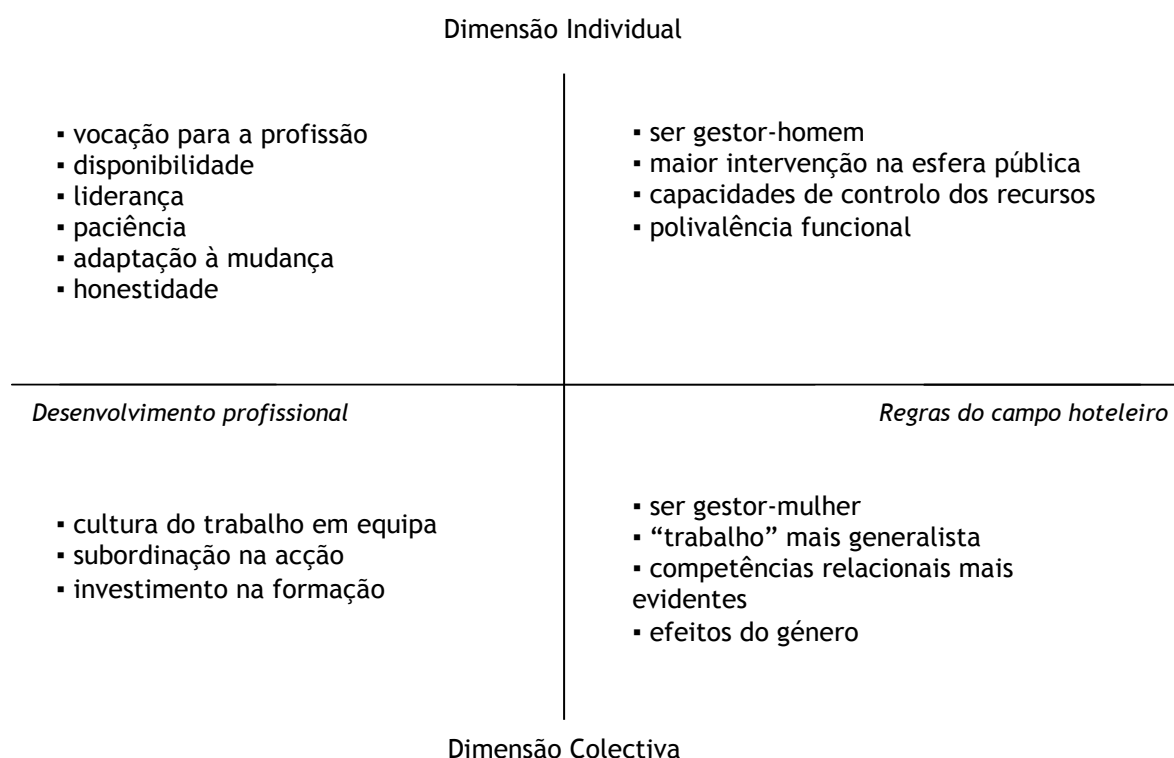 Dimensão Individual
▪ vocação para a profissão
▪ disponibilidade
▪ liderança
▪ paciência
▪ adaptação à mudança
▪ honestidade
▪ ser gestor-homem
▪ maior intervenção na esfera pública
▪ capacidades de controlo dos recursos
▪ polivalência funcional
Desenvolvimento profissional
Regras do campo hoteleiro
▪ cultura do trabalho em equipa
▪ subordinação na acção
▪ investimento na formação
▪ ser gestor-mulher
▪ “trabalho” mais generalista
▪ competências relacionais mais
evidentes
▪ efeitos do género
Dimensão Colectiva